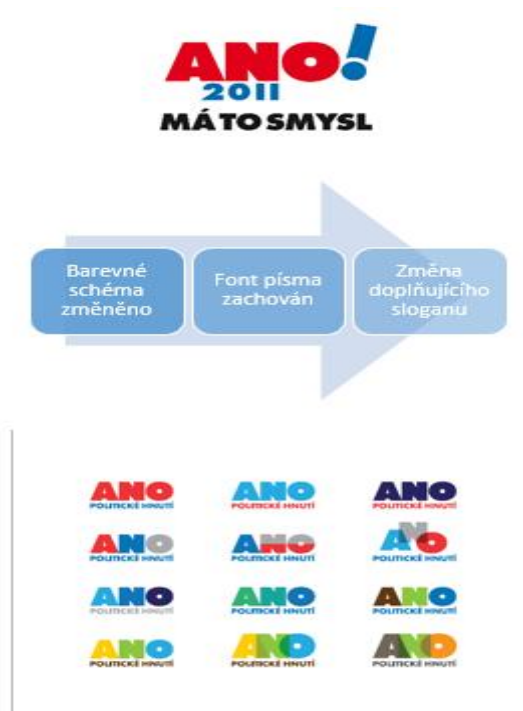 ANO!
2011
MÁ TO SMYSL
Barevné
schéma
změněno
Font písma
zachován
Změna
doplňujícího
sloganu
ANO
POLITICKÉ HNUTÍ
ANO
POLITICKÉ HNUTÍ
ANO
POLITICKÉ HNUTÍ
ANO
POLITICKÉ HNUTÍ
ANO
POLITICKÉ HNUTÍ
ANO
POLITICKÉ HNUTÍ
ANO
POLITICKÉ HNUTÍ
ANO
POLITICKÉ HNUTÍ
ANO
POLITICKÉ HNUTÍ
ANO
POLITICKÉ HNUTÍ
ANO
POLITICKÉ HNUTÍ
ANO
POLITICKÉ HNUTÍ